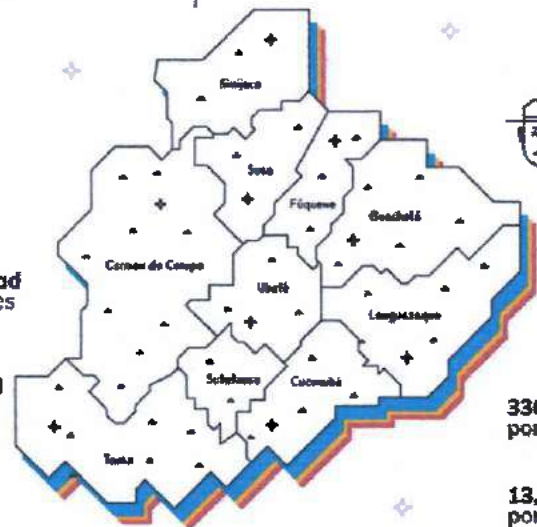 Simijaca
Susa
Fúquene
Guachetá
Carmen de Carupa
Ubaté
ad
Lenguazaque
es
Sutatausa
Cucunubá
330
por
Tausa
13,
por